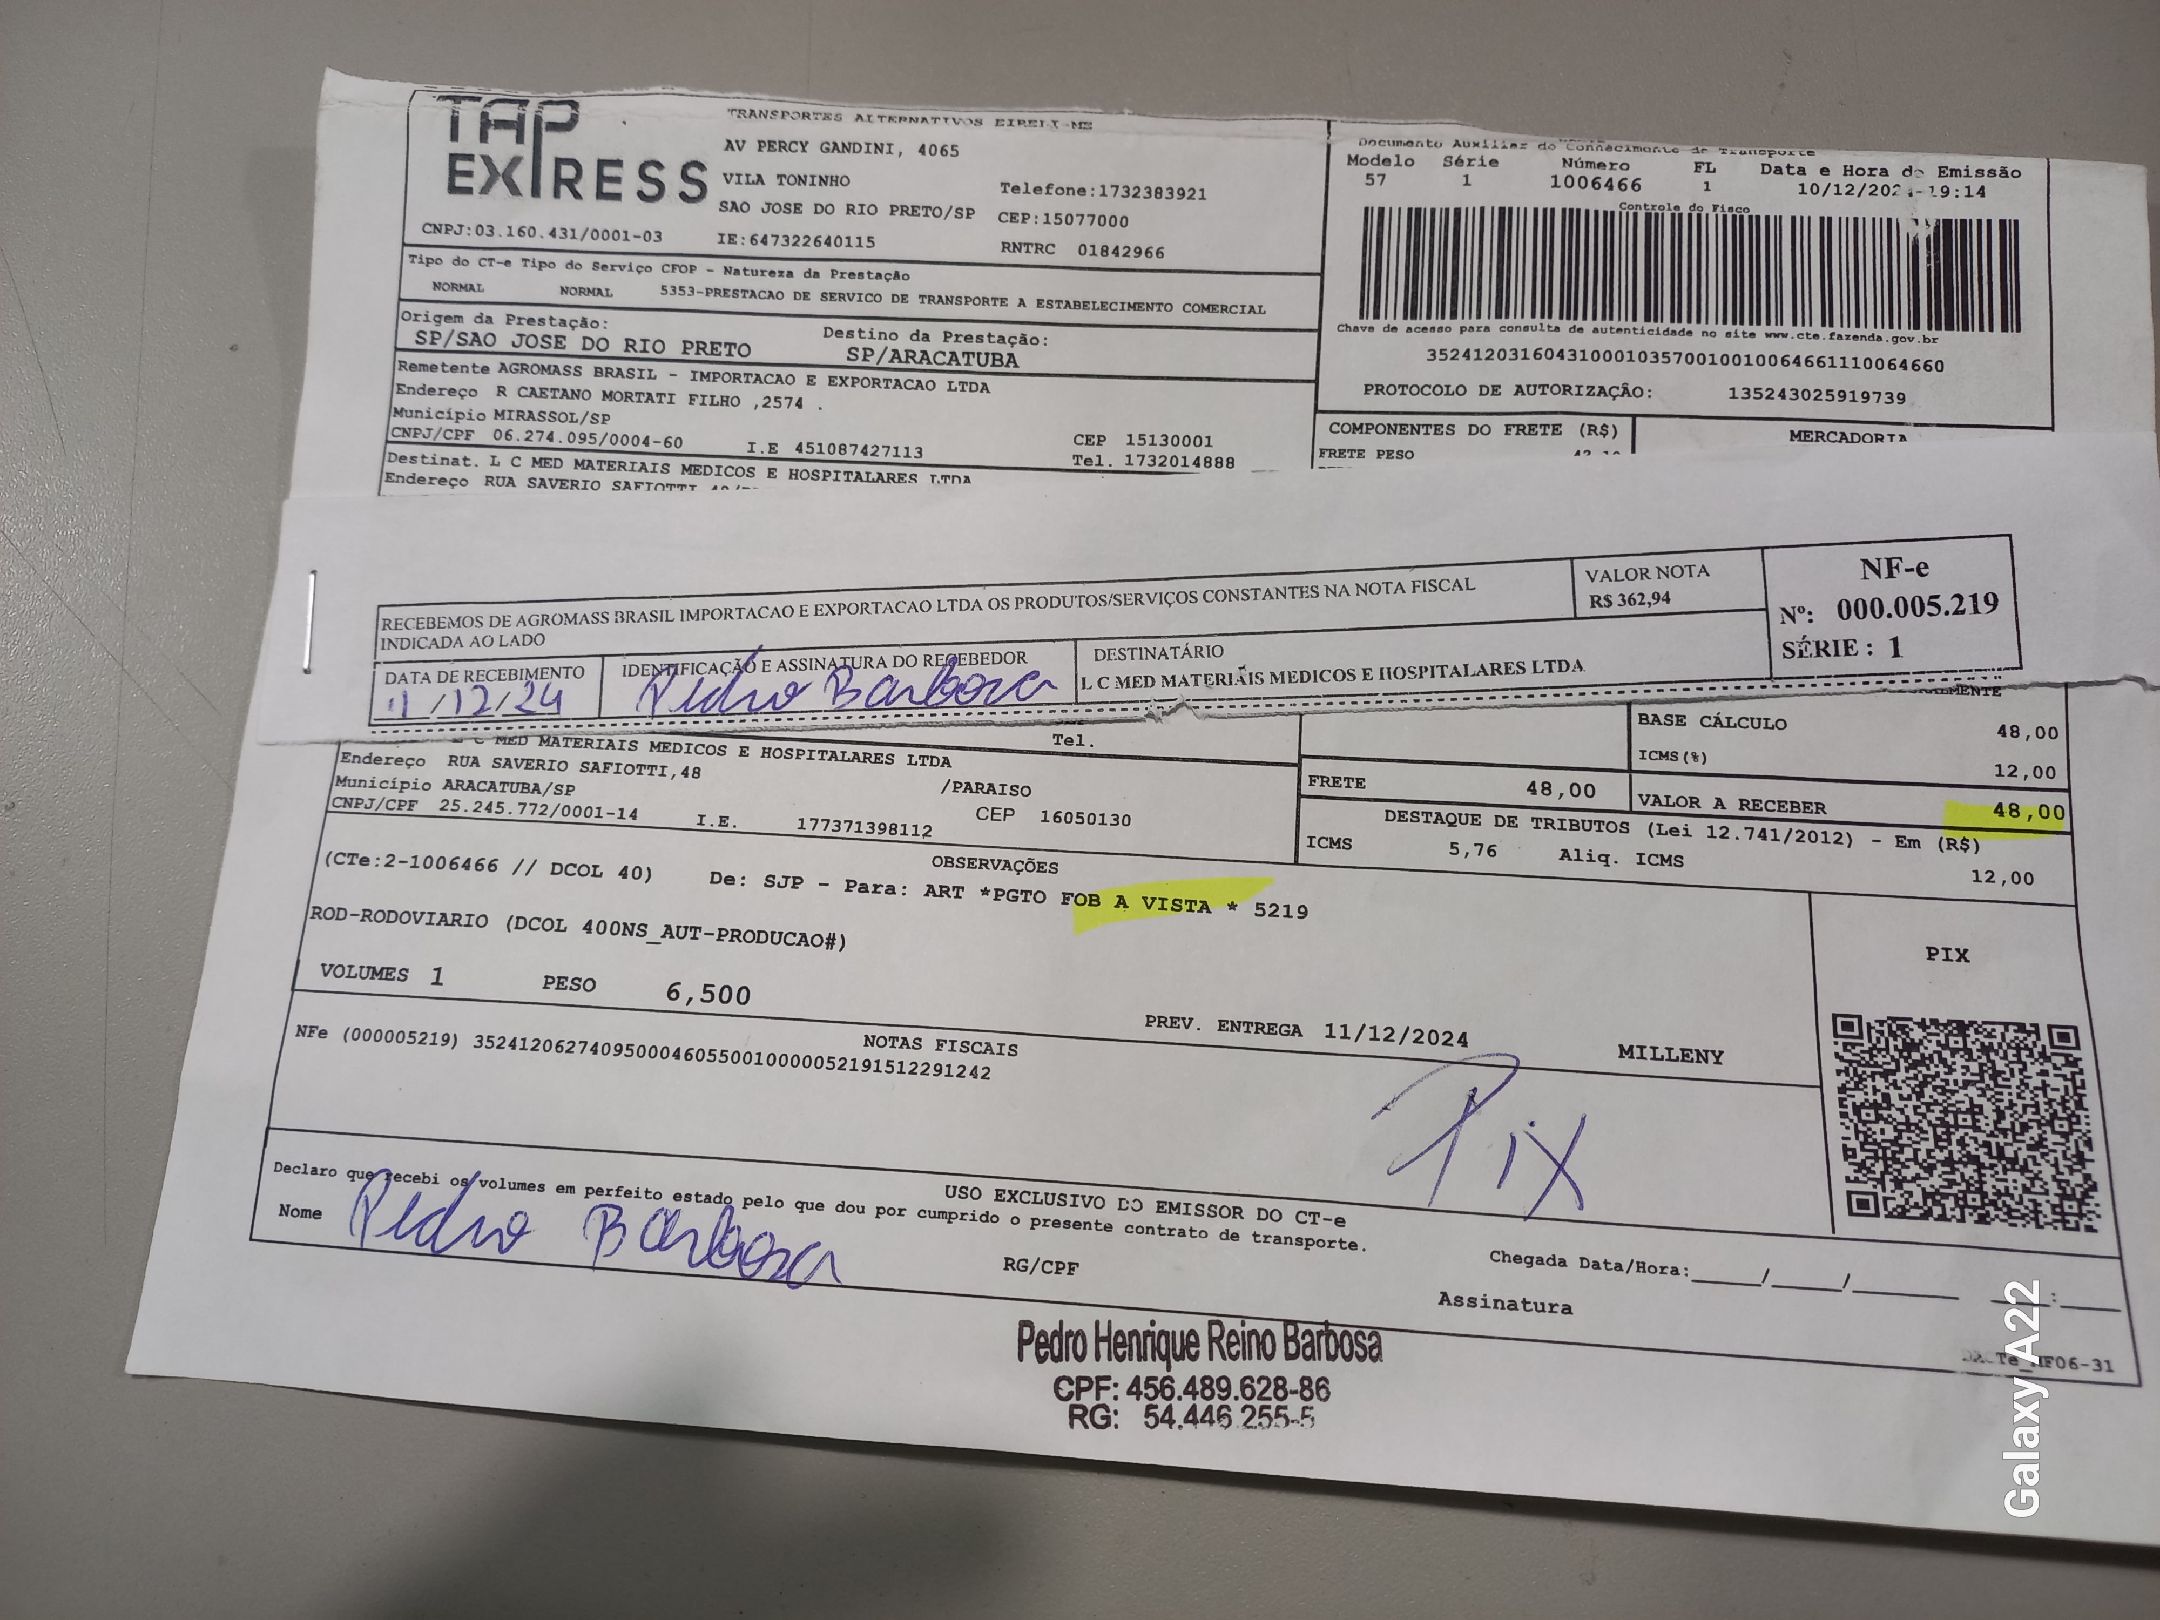 TAP
EXPRESS
TRANSPORTES ALTERNATIVOS EIRELI-ME
AV PERCY GANDINI, 4065
VILA TONINHO
Telefone:1732383921
SAO JOSE DO RIO PRETO/SP
CEP:15077000
CNPJ:03.160.431/0001-03
IE:647322640115
RNTRC 01842966
Documento Auxiliar do Conhecimento de Transporte
Modelo Série Número FL Data e Hora de Emissão
57 1 1006466 1 10/12/2024-19:14
Controle do Fisco
Chave de acesso para consulta de autenticidade no site www.cte.fazenda.gov.br
35241203160431000103570010010064661110064660
PROTOCOLO DE AUTORIZAÇÃO: 135243025919739
Tipo do CT-e Tipo do Serviço CFOP - Natureza da Prestação
NORMAL NORMAL 5353-PRESTACAO DE SERVICO DE TRANSPORTE A ESTABELECIMENTO COMERCIAL
Origem da Prestação: Destino da Prestação:
SP/SAO JOSE DO RIO PRETO SP/ARACATUBA
Remetente AGROMASS BRASIL - IMPORTACAO E EXPORTACAO LTDA
Endereço R CAETANO MORTATI FILHO ,2574 .
Município MIRASSOL/SP
CEP 15130001
CNPJ/CPF 06.274.095/0004-60 I.E 451087427113
Tel. 1732014888
COMPONENTES DO FRETE (R$) MERCADORIA
FRETE PESO
Destinat. L C MED MATERIAIS MEDICOS E HOSPITALARES LTDA
Endereço RUA SAVERIO SAFIOTTI
RECEBEMOS DE AGROMASS BRASIL IMPORTACAO E EXPORTACAO LTDA OS PRODUTOS/SERVIÇOS CONSTANTES NA NOTA FISCAL
INDICADA AO LADO
VALOR NOTA
R$ 362,94
NF-e
Nº: 000.005.219
SÉRIE : 1
DATA DE RECEBIMENTO
11/12/24
IDENTIFICAÇÃO E ASSINATURA DO RECEBEDOR
Pedro Barbosa
DESTINATÁRIO
L C MED MATERIAIS MEDICOS E HOSPITALARES LTDA
Tel.
L C MED MATERIAIS MEDICOS E HOSPITALARES LTDA
Endereço RUA SAVERIO SAFIOTTI,48 /PARAISO
Município ARACATUBA/SP
CEP 16050130
CNPJ/CPF 25.245.772/0001-14 I.E. 177371398112
BASE CÁLCULO 48,00
ICMS(%) 12,00
FRETE 48,00
VALOR A RECEBER 48,00
DESTAQUE DE TRIBUTOS (Lei 12.741/2012) - Em (R$)
ICMS 5,76 Aliq. ICMS 12,00
OBSERVAÇÕES
(CTe:2-1006466 // DCOL 40) De: SJP - Para: ART *PGTO FOB A VISTA * 5219
ROD-RODOVIARIO (DCOL 400NS_AUT-PRODUCAO#)
VOLUMES 1 PESO 6,500
PREV. ENTREGA 11/12/2024 MILLENY
PIX
NOTAS FISCAIS
NFe (000005219) 35241206274095000460550010000052191512291242
Pix
USO EXCLUSIVO DO EMISSOR DO CT-e
Declaro que recebi os volumes em perfeito estado pelo que dou por cumprido o presente contrato de transporte.
Nome Pedro Barbosa
RG/CPF
Chegada Data/Hora:_____/_____/_______ ____:____
Assinatura
Pedro Henrique Reino Barbosa
CPF: 456.489.628-86
RG: 54.446.255-5
Galaxy A22